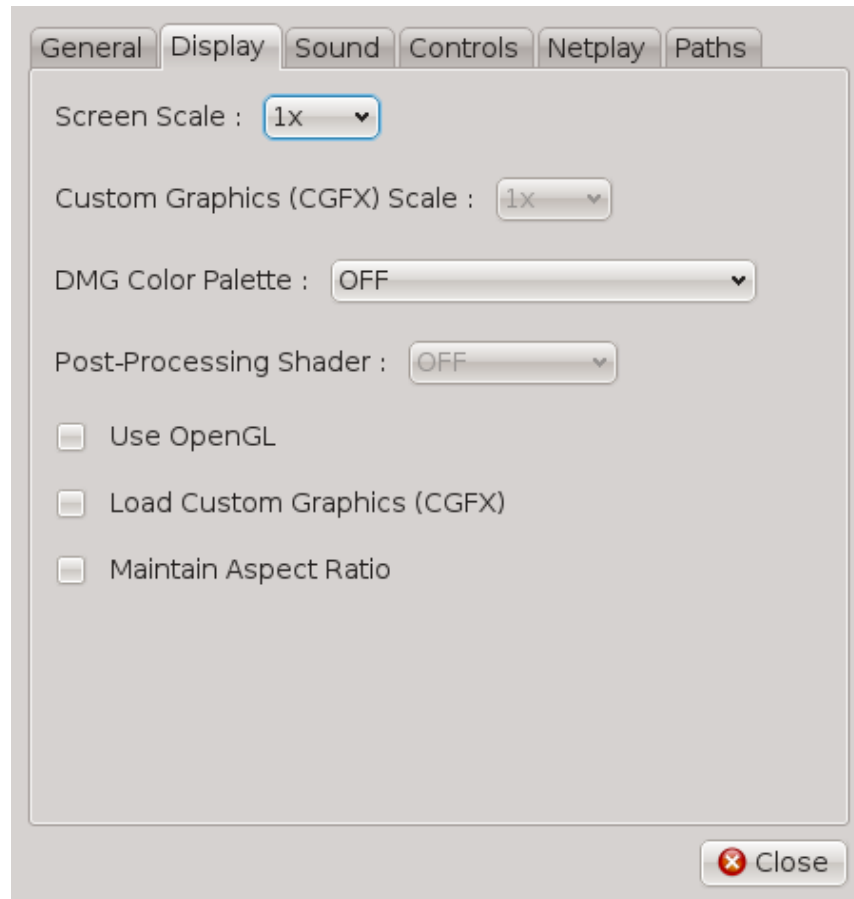 General Display Sound Controls Netplay Paths
Screen Scale : 1x
Custom Graphics (CGFX) Scale : 1x
DMG Color Palette : OFF
Post-Processing Shader : OFF
Use OpenGL
Load Custom Graphics (CGFX)
Maintain Aspect Ratio
Close